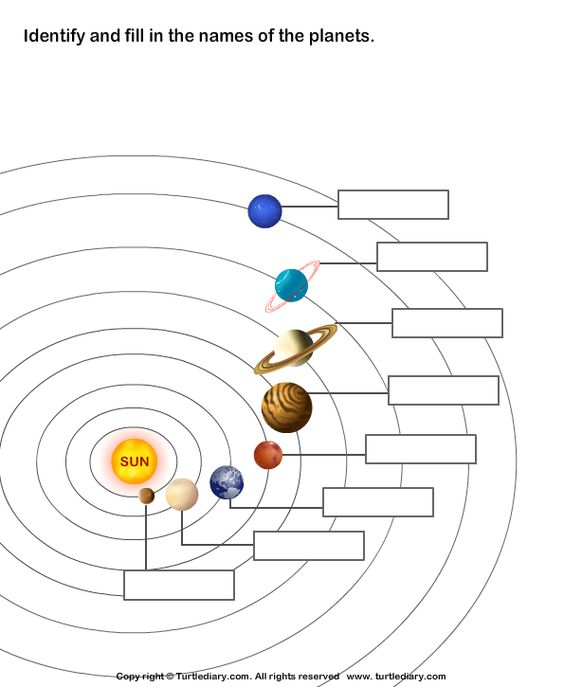 Identify and fill in the names of the planets.
SUN
Copy right © Turtlediary.com. All rights reserved www. turtlediary.com